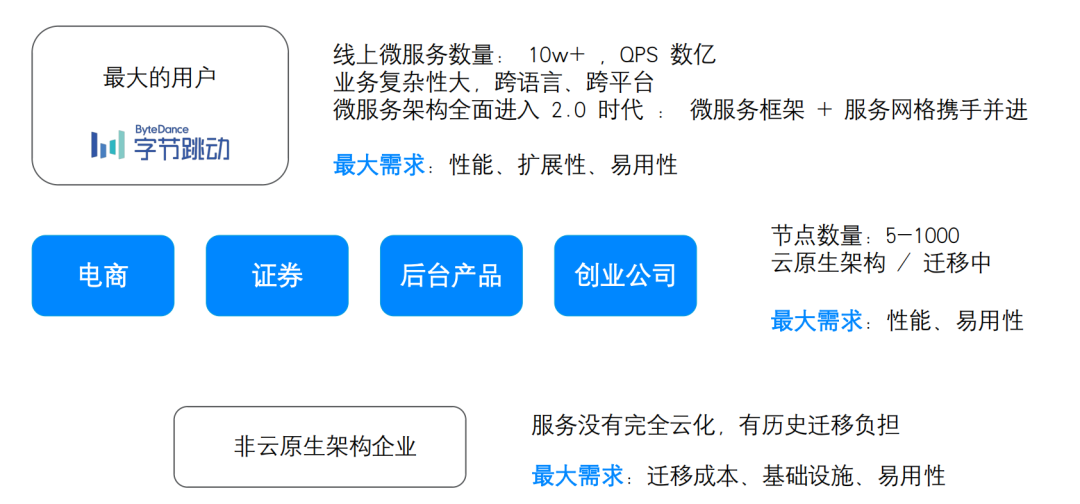 最大的用户
ByteDance
字节跳动
线上微服务数量： 10w+ ，QPS 数亿
业务复杂性大，跨语言、跨平台
微服务架构全面进入 2.0 时代 ： 微服务框架 + 服务网格携手并进
最大需求：性能、扩展性、易用性
电商
证券
后台产品
创业公司
节点数量：5-1000
云原生架构 / 迁移中
最大需求：性能、易用性
非云原生架构企业
服务没有完全云化，有历史迁移负担
最大需求：迁移成本、基础设施、易用性